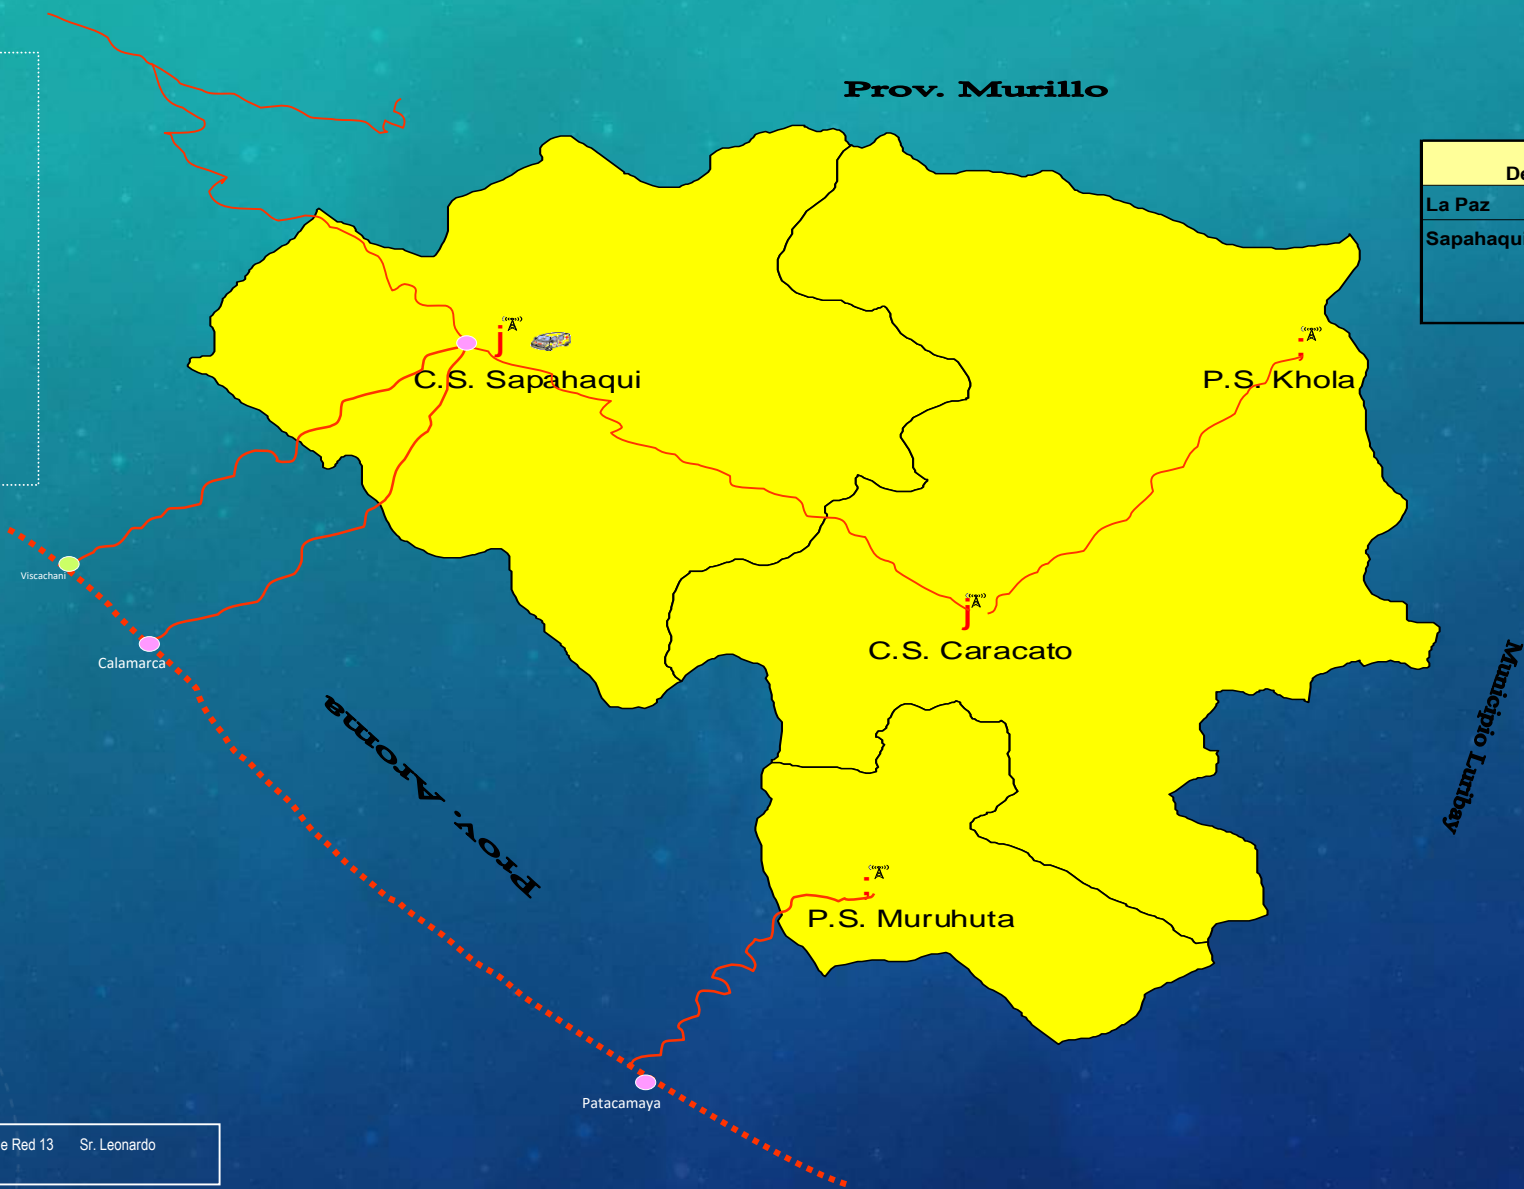 Prov. Murillo
De
La Paz
Sapahaqui
j
C.S. Sapahaqui
;
P.S. Khola
Viscachani
j
C.S. Caracato
Calamarca
Prov. Aroma
Municipio Luribay
;
P.S. Muruhuta
Patacamaya
e Red 13 Sr. Leonardo